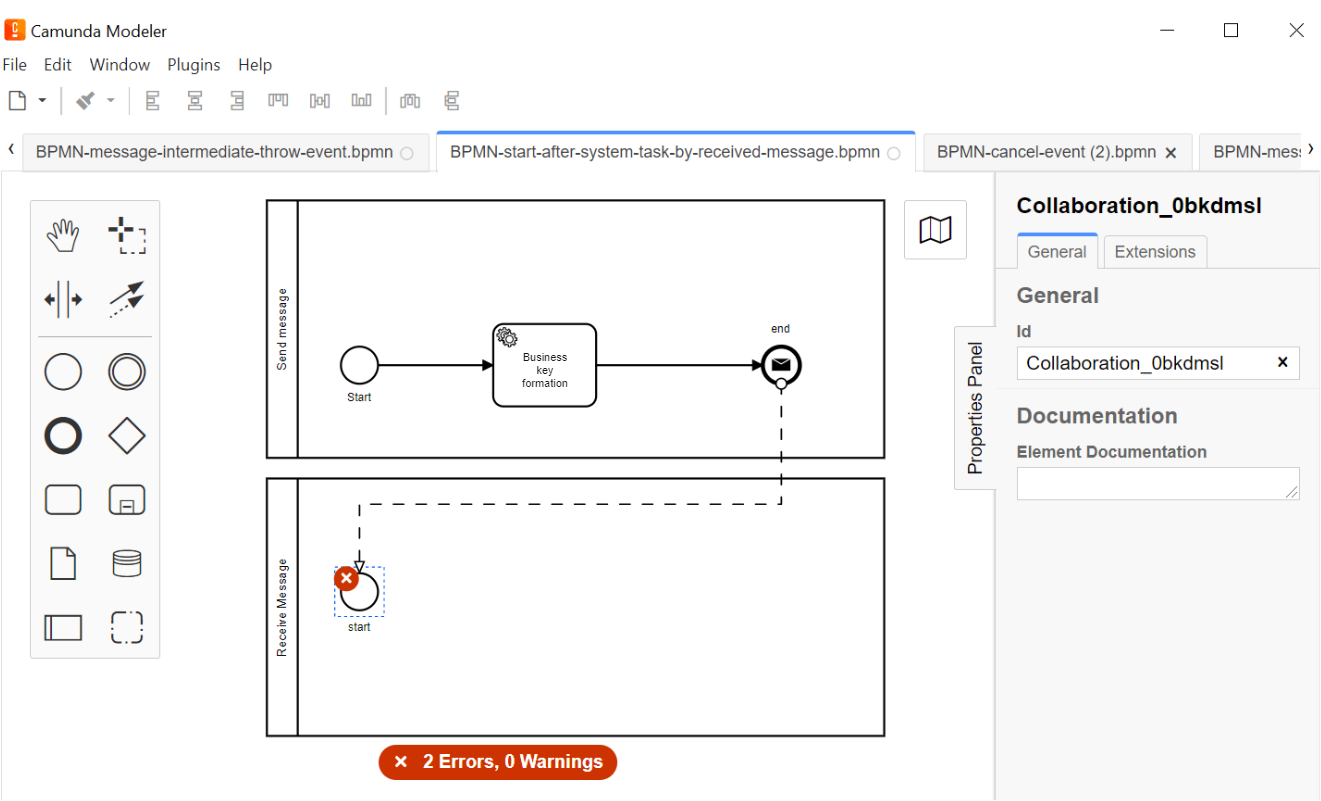 Camunda Modeler
File Edit Window Plugins Help
BPMN-message-intermediate-throw-event.bpmn
BPMN-start-after-system-task-by-received-message.bpmn
BPMN-cancel-event (2).bpmn
BPMN-mess
Send message
Start
Business
key
formation
end
Receive Message
start
2 Errors, 0 Warnings
Properties Panel
Collaboration_0bkdmsl
General
Extensions
General
Id
Collaboration_0bkdmsl
Documentation
Element Documentation